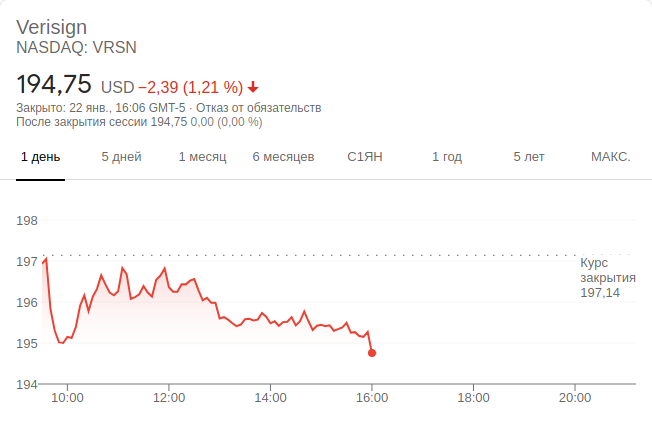 Verisign
NASDAQ: VRSN
194,75 USD −2,39 (1,21 %)
Закрыто: 22 янв., 16:06 GMT-5 · Отказ от обязательств
После закрытия сессии 194,75 0,00 (0,00 %)
1 день 5 дней 1 месяц 6 месяцев С1ЯН 1 год 5 лет МАКС.
198
197
Курс
закрытия
197,14
196
195
194
10:00 12:00 14:00 16:00 18:00 20:00